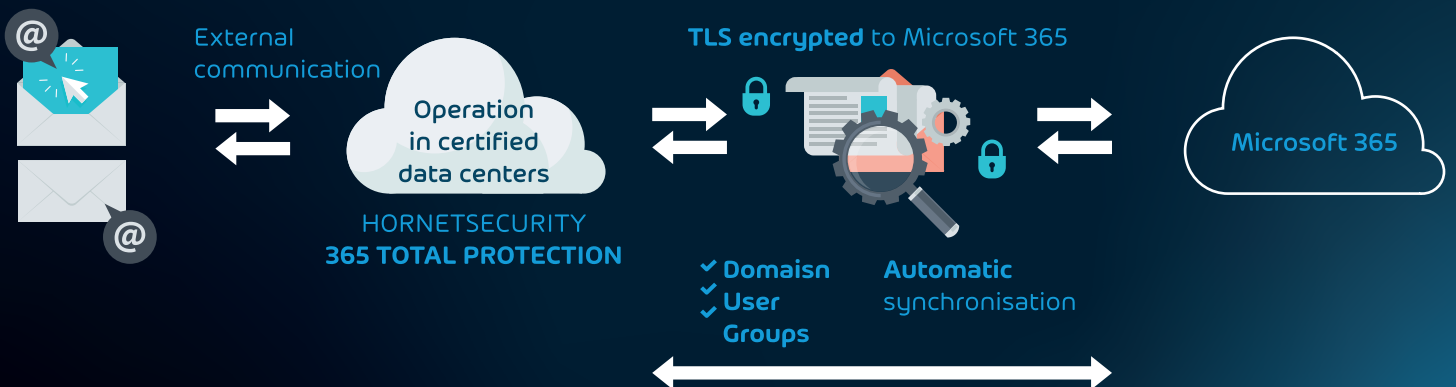 @
External
communication
Operation
in certified
data centers
HORNETSECURITY
365 TOTAL PROTECTION
@
TLS encrypted to Microsoft 365
Domaisn
User
Groups
Automatic
synchronisation
Microsoft 365